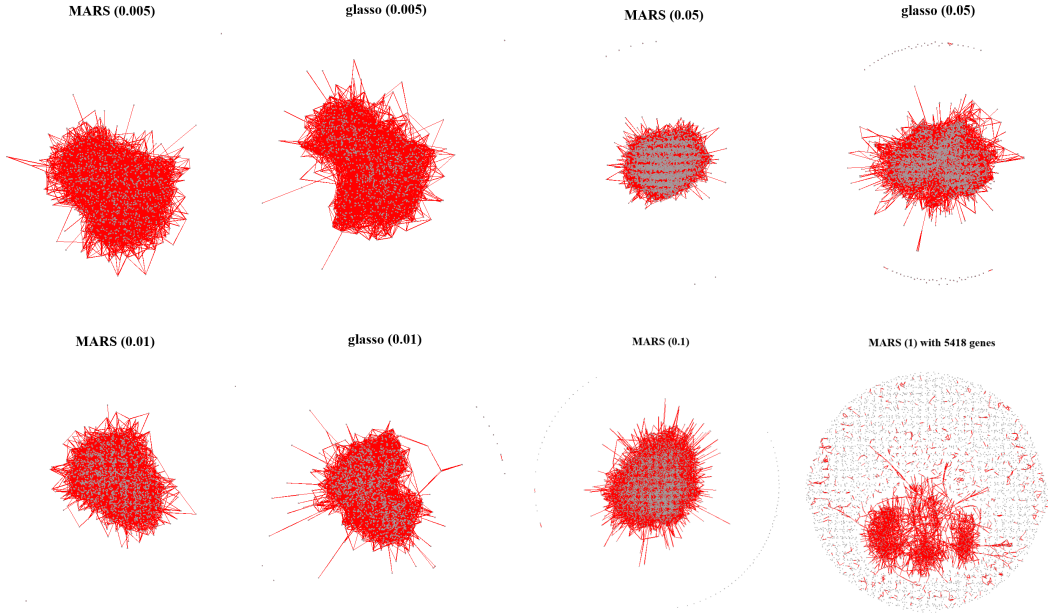 MARS (0.005)
glasso (0.005)
MARS (0.05)
glasso (0.05)
MARS (0.01)
glasso (0.01)
MARS (0.1)
MARS (1) with 5418 genes